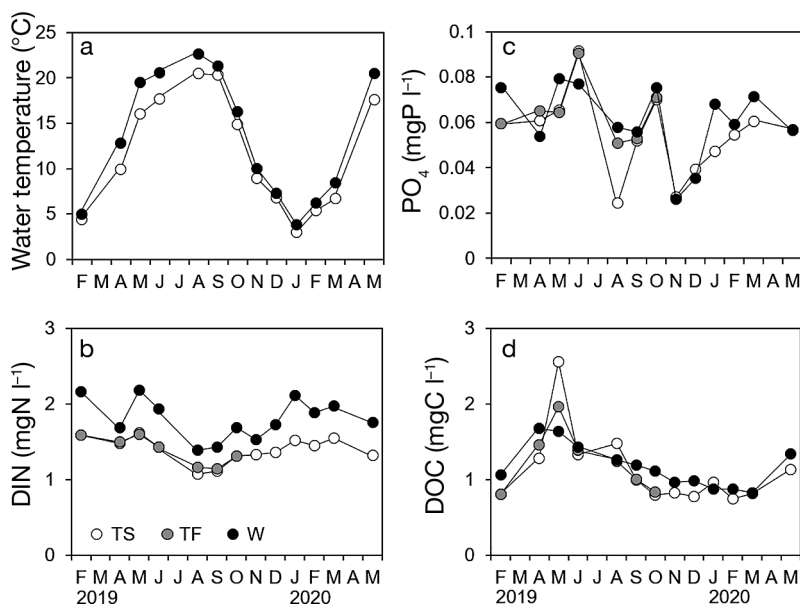 a
Water temperature (°C)
25
20
15
10
5
0
F M A M J J A S O N D J F M A M
c
PO₄ (mgP l⁻¹)
0.1
0.08
0.06
0.04
0.02
0
F M A M J J A S O N D J F M A M
b
DIN (mgN l⁻¹)
3
2
1
0
TS TF W
F M A M J J A S O N D J F M A M
2019 2020
d
DOC (mgC l⁻¹)
3
2
1
0
F M A M J J A S O N D J F M A M
2019 2020